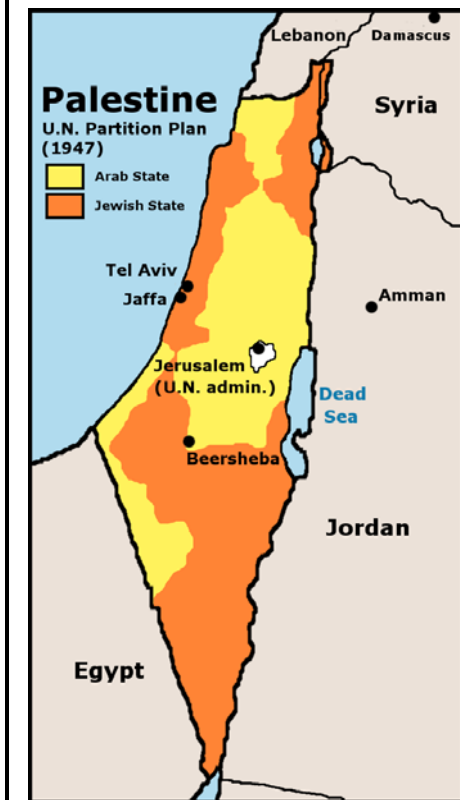 Lebanon
Damascus
Palestine
U.N. Partition Plan
(1947)
Syria
Arab State
Jewish State
Tel Aviv
Jaffa
Amman
Jerusalem
(U.N. admin.)
Dead
Sea
Beersheba
Jordan
Egypt